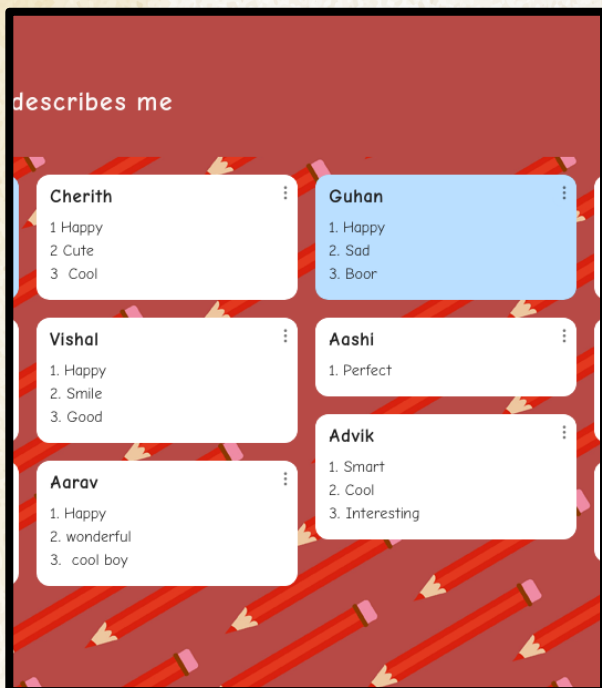 describes me
Cherith
1 Happy
2 Cute
3  Cool
Vishal
1. Happy
2. Smile
3. Good
Aarav
1. Happy
2. wonderful
3.  cool boy
Guhan
1. Happy
2. Sad
3. Boor
Aashi
1. Perfect
Advik
1. Smart
2. Cool
3. Interesting